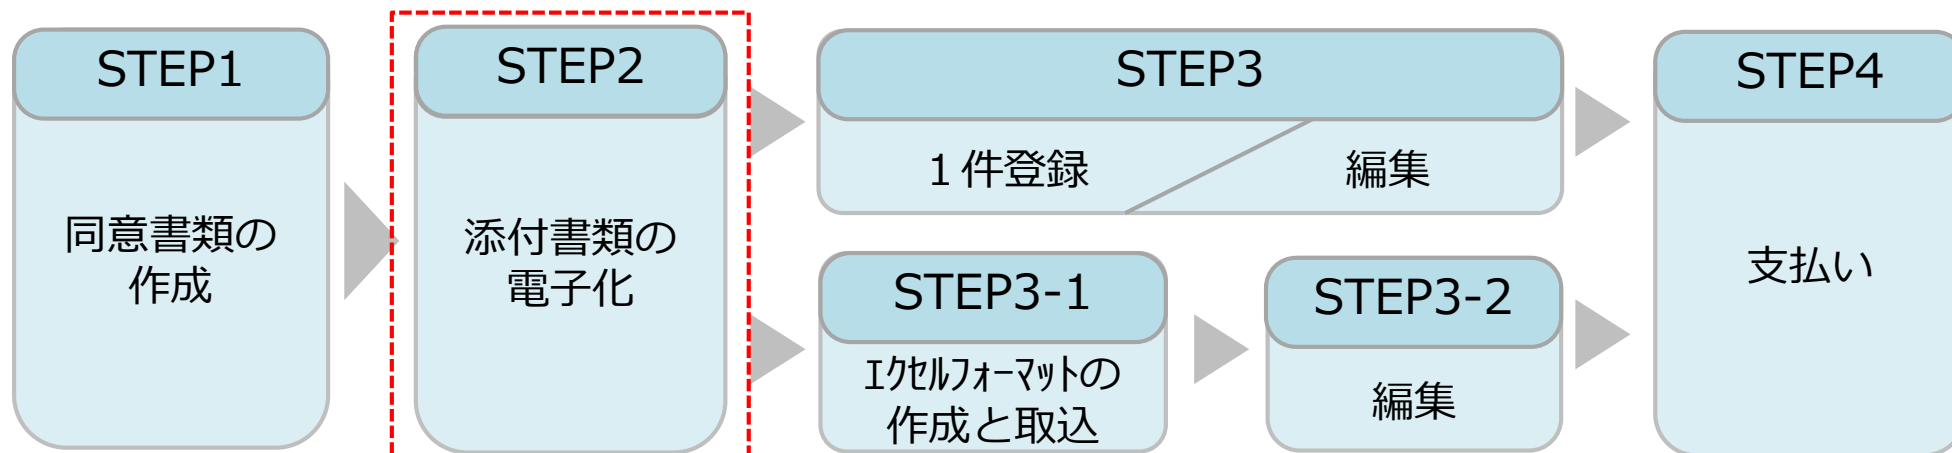 STEP1
同意書類の
作成
STEP2
添付書類の
電子化
STEP3
１件登録
編集
STEP3-1
ｴｸｾﾙﾌｫｰﾏｯﾄの
作成と取込
STEP3-2
編集
STEP4
支払い